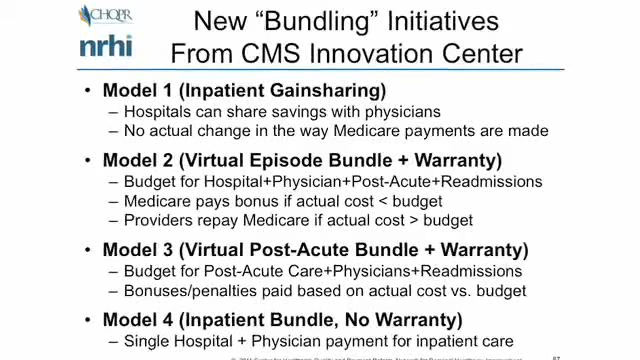 CHQPR
nrhi
New “Bundling” Initiatives
From CMS Innovation Center
• Model 1 (Inpatient Gainsharing)
– Hospitals can share savings with physicians
– No actual change in the way Medicare payments are made
• Model 2 (Virtual Episode Bundle + Warranty)
– Budget for Hospital+Physician+Post-Acute+Readmissions
– Medicare pays bonus if actual cost < budget
– Providers repay Medicare if actual cost > budget
• Model 3 (Virtual Post-Acute Bundle + Warranty)
– Budget for Post-Acute Care+Physicians+Readmissions
– Bonuses/penalties paid based on actual cost vs. budget
• Model 4 (Inpatient Bundle, No Warranty)
– Single Hospital + Physician payment for inpatient care